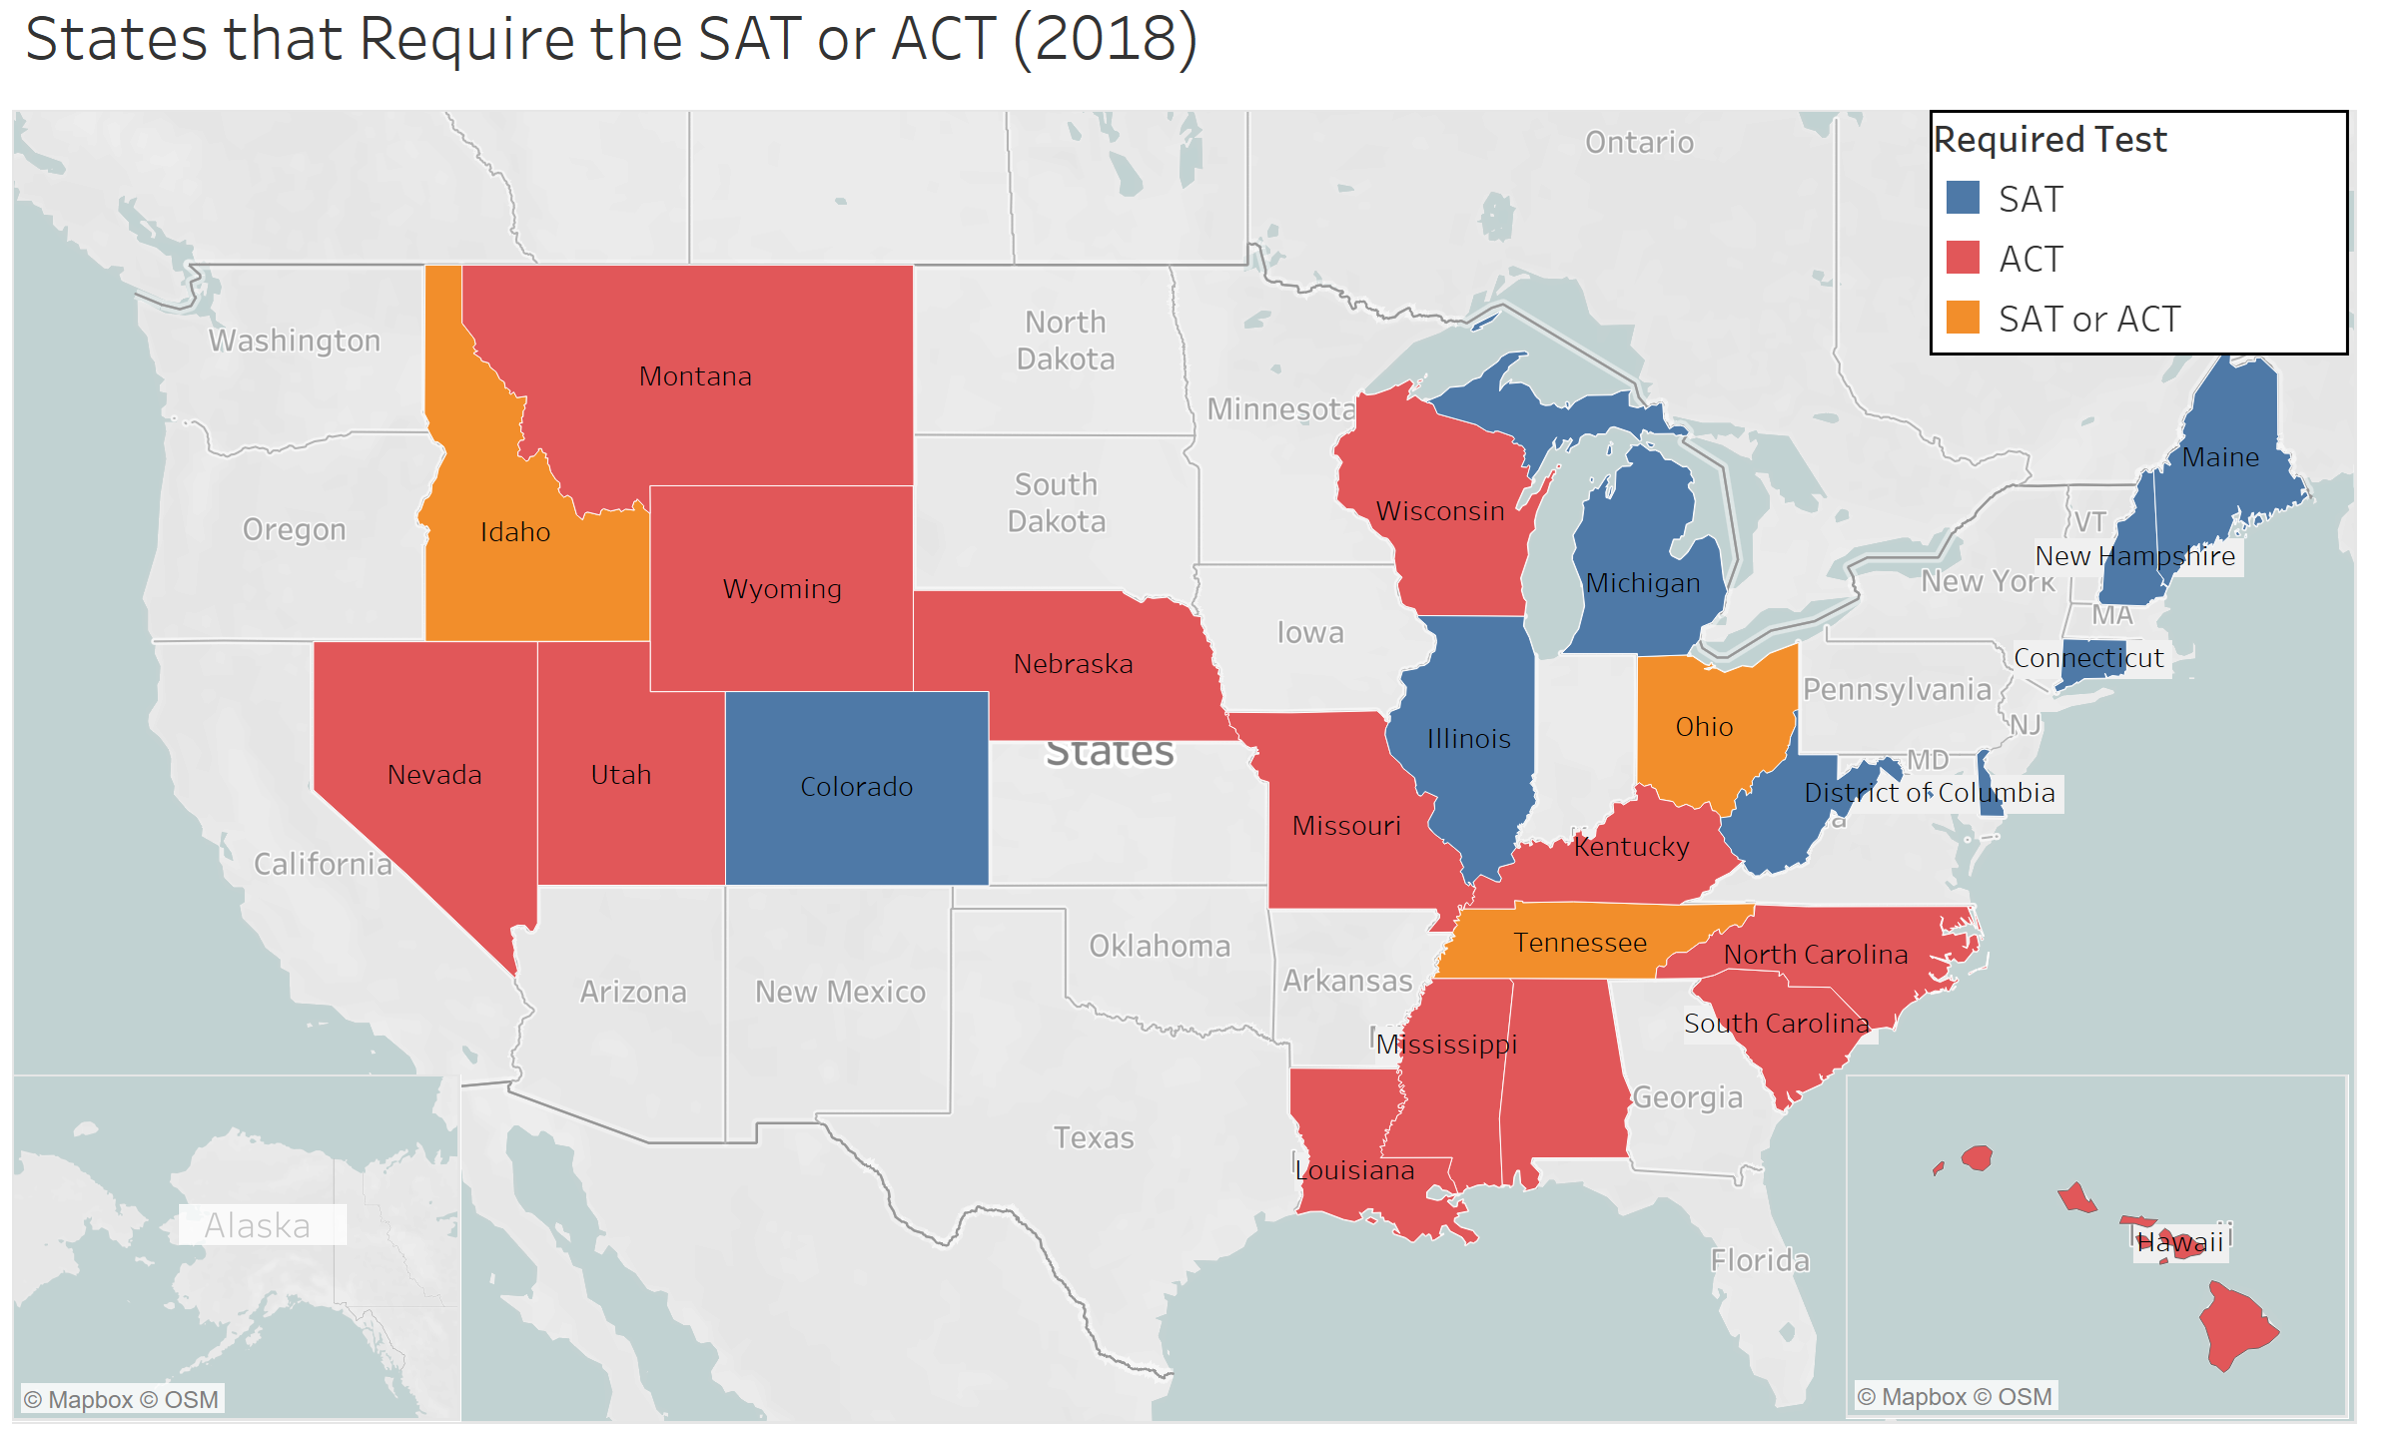 States that Require the SAT or ACT (2018)
Required Test
SAT
ACT
SAT or ACT
Ontario
Washington
Montana
North
Dakota
Minnesota
Oregon
Idaho
South
Dakota
Wisconsin
Michigan
Maine
VT
New Hampshire
New York
MA
Wyoming
Iowa
Nebraska
Connecticut
Pennsylvania
NJ
Ohio
Illinois
States
MD
Nevada
Utah
Colorado
District of Columbia
a
Missouri
Kentucky
California
Oklahoma
Tennessee
North Carolina
Arizona
New Mexico
Arkansas
South Carolina
Mississippi
Georgia
Texas
Louisiana
Alaska
Florida
Hawaii
© Mapbox © OSM
© Mapbox © OSM